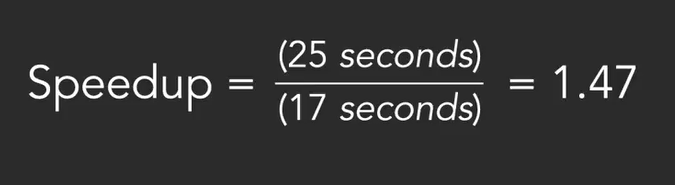 Speedup = (25 seconds) / (17 seconds) = 1.47